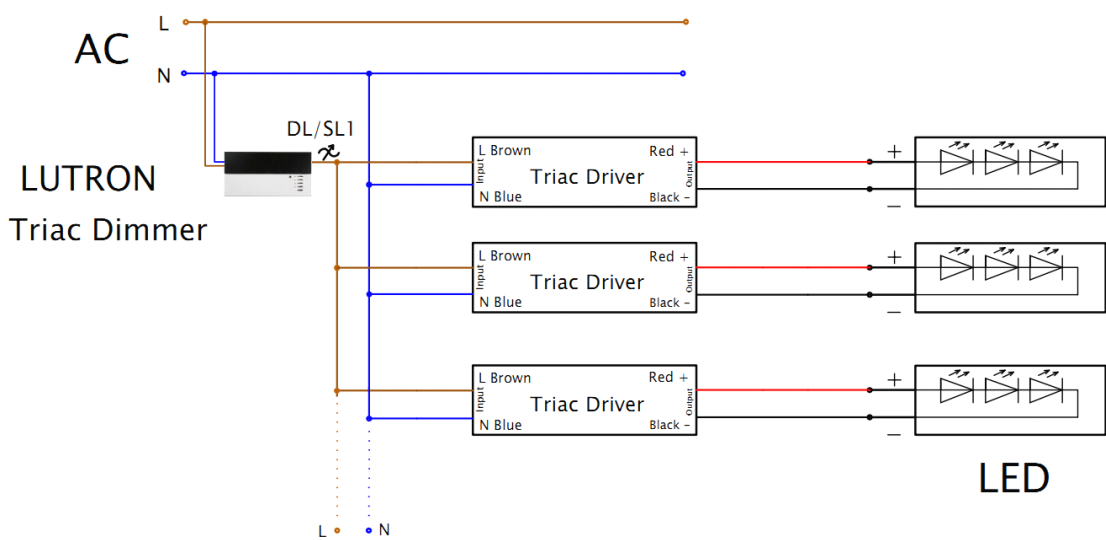 L
AC
N
DL/SL1
LUTRON
Triac Dimmer
L Brown
Red +
Input
Triac Driver
Output
N Blue
Black -
+
-
L Brown
Red +
Input
Triac Driver
Output
N Blue
Black -
+
-
L Brown
Red +
Input
Triac Driver
Output
N Blue
Black -
+
-
LED
L
N